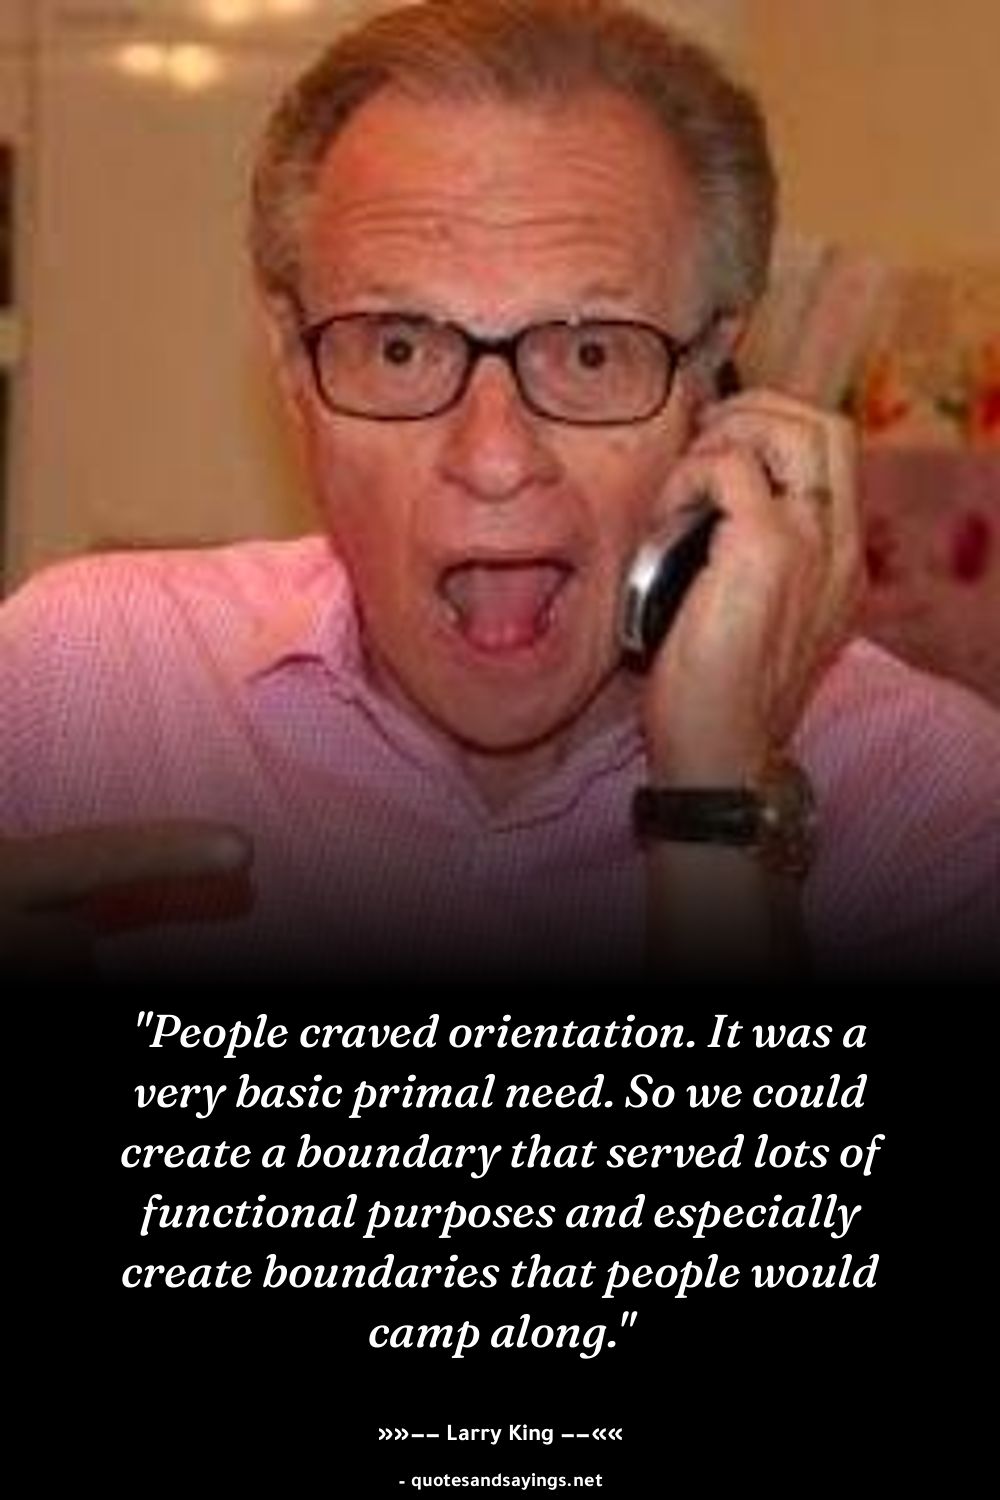 "People craved orientation. It was a
very basic primal need. So we could
create a boundary that served lots of
functional purposes and especially
create boundaries that people would
camp along."
»»–– Larry King ––««
- quotesandsayings.net